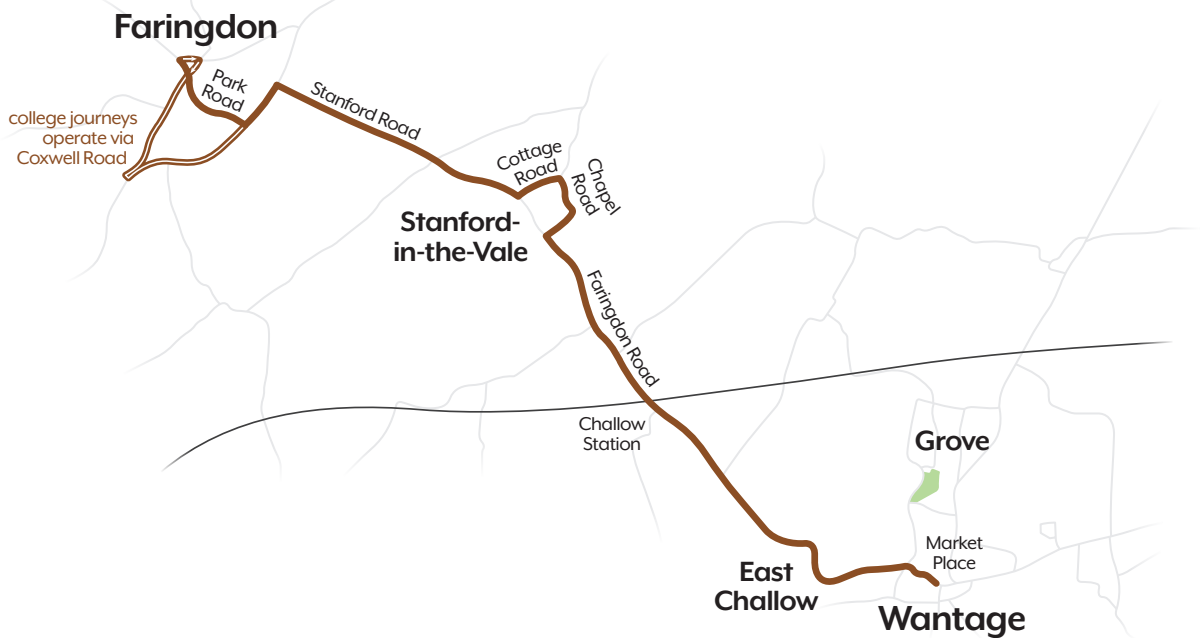 Faringdon
Park
Road
college journeys
operate via
Coxwell Road
Stanford Road
Cottage
Road
Chapel
Road
Stanford-
in-the-Vale
Faringdon Road
Challow
Station
Grove
Market
Place
East
Challow
Wantage